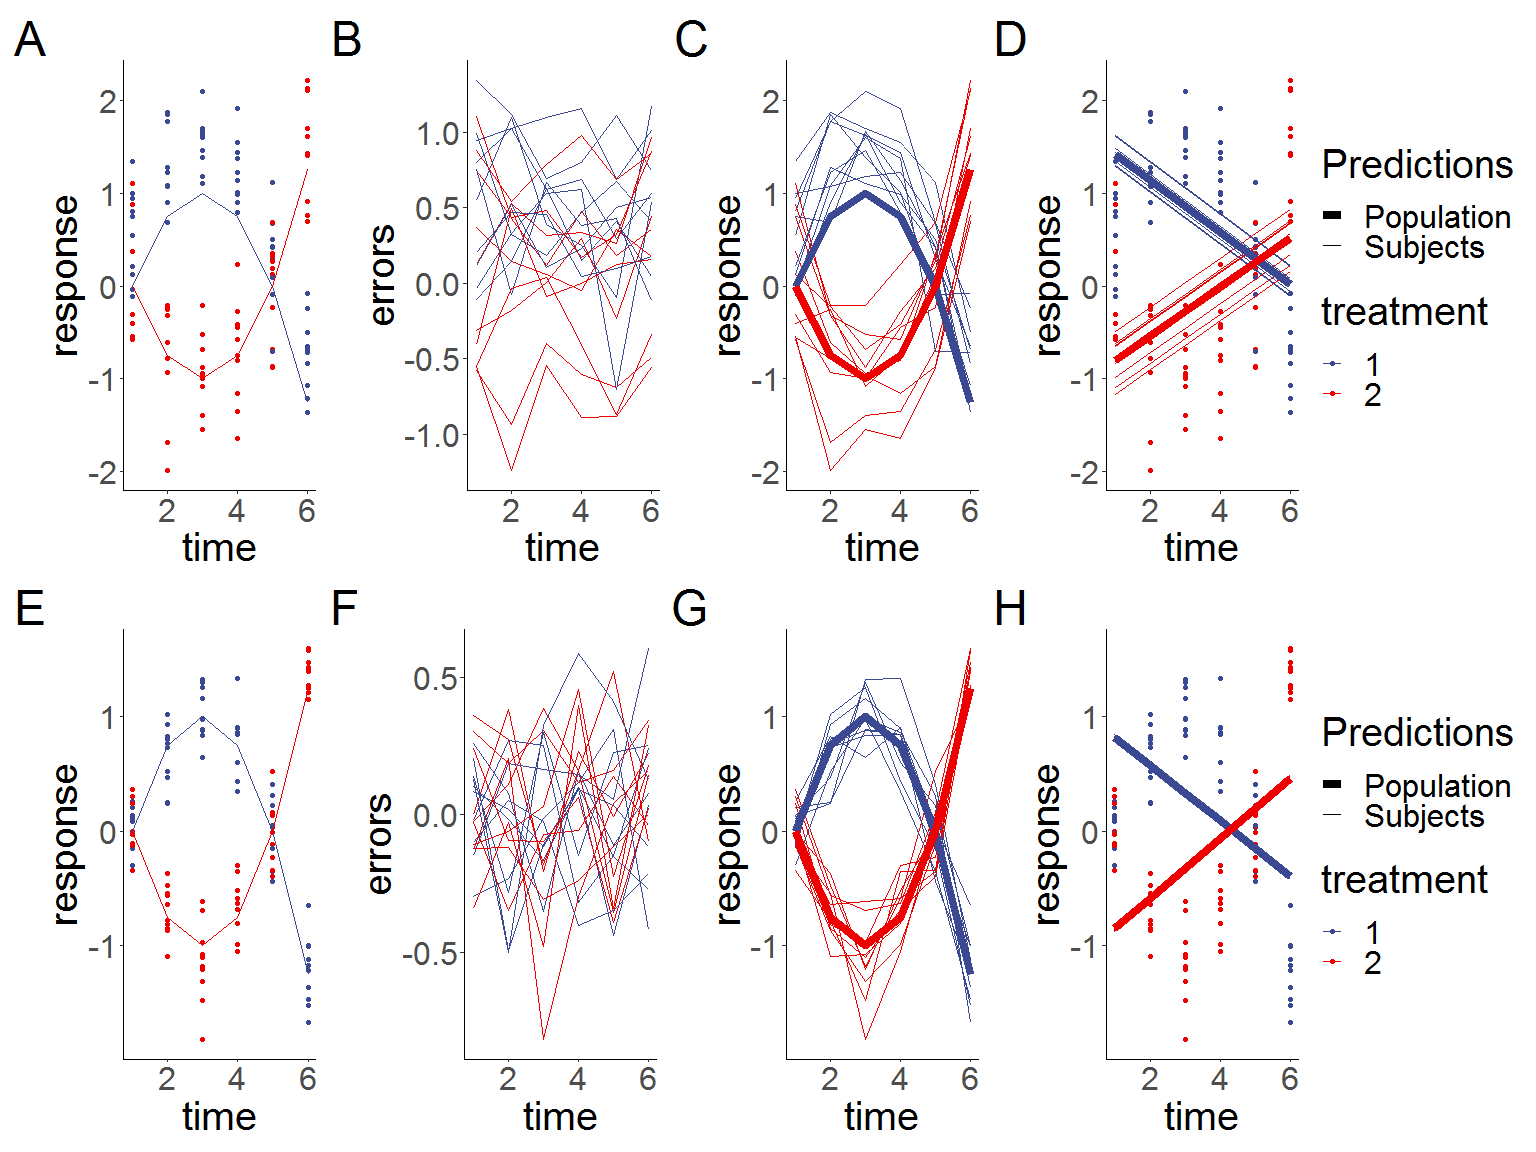 A
B
C
D
response
2
1
0
-1
-2
2 4 6
time
errors
1.0
0.5
0.0
-0.5
-1.0
2 4 6
time
response
2
1
0
-1
-2
2 4 6
time
response
2
1
0
-1
-2
2 4 6
time
Predictions
Population
Subjects
treatment
1
2
E
F
G
H
response
1
0
-1
2 4 6
time
errors
0.5
0.0
-0.5
2 4 6
time
response
1
0
-1
2 4 6
time
response
1
0
-1
2 4 6
time
Predictions
Population
Subjects
treatment
1
2